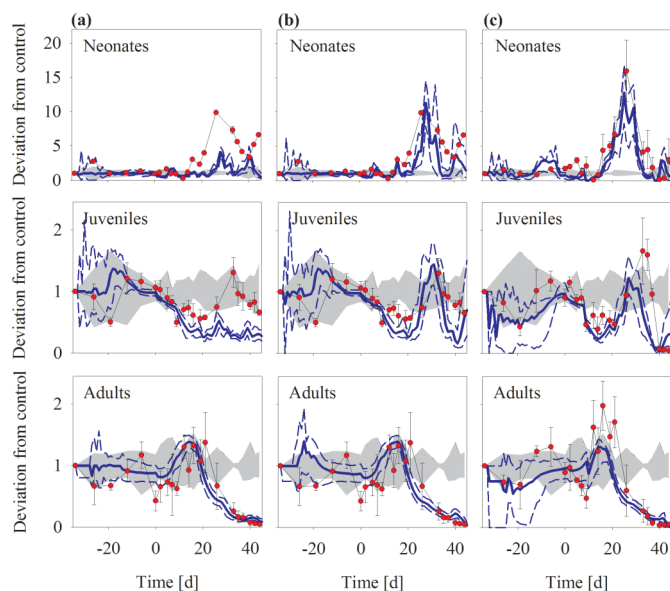 (a) (b) (c)
Neonates Neonates Neonates
Deviation from control
20
15
10
5
0
Juveniles Juveniles Juveniles
Deviation from control
2
1
0
Adults Adults Adults
Deviation from control
2
1
0
-20 0 20 40 -20 0 20 40 -20 0 20 40
Time [d] Time [d] Time [d]